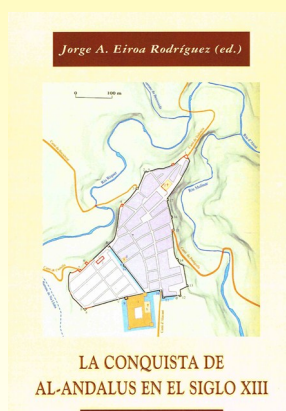 Jorge A. Eiroa Rodríguez (ed.)
0 100 m
LA CONQUISTA DE
AL-ANDALUS EN EL SIGLO XIII